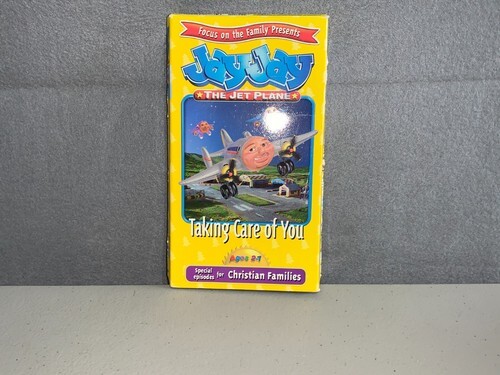 Focus on the Family Presents
Jay Jay
THE JET PLANE
Taking Care of You
Ages 2-7
Special episodes for Christian Families